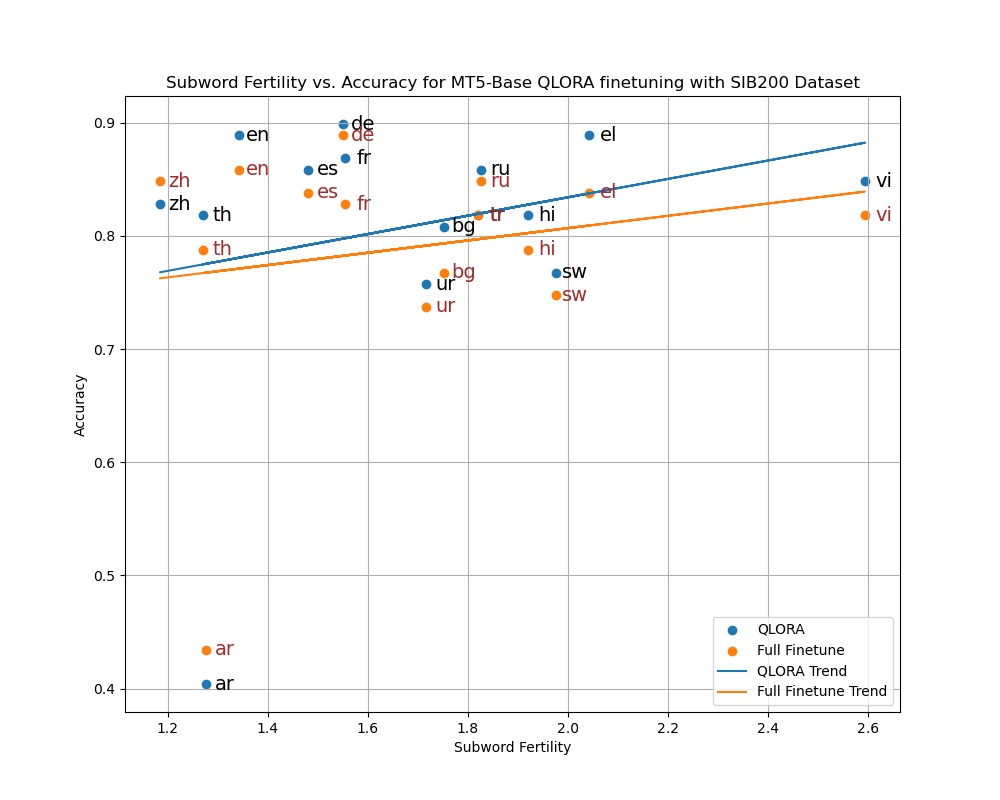 Subword Fertility vs. Accuracy for MT5-Base QLORA finetuning with SIB200 Dataset
0.9
0.8
0.7
0.6
0.5
0.4
Accuracy
de
de
en
fr
en
es
ru
el
zh
ru
vi
es
el
zh
fr
th
tr
tr
hi
vi
bg
th
hi
bg
sw
ur
sw
ur
ar
ar
QLORA
Full Finetune
QLORA Trend
Full Finetune Trend
1.2 1.4 1.6 1.8 2.0 2.2 2.4 2.6
Subword Fertility